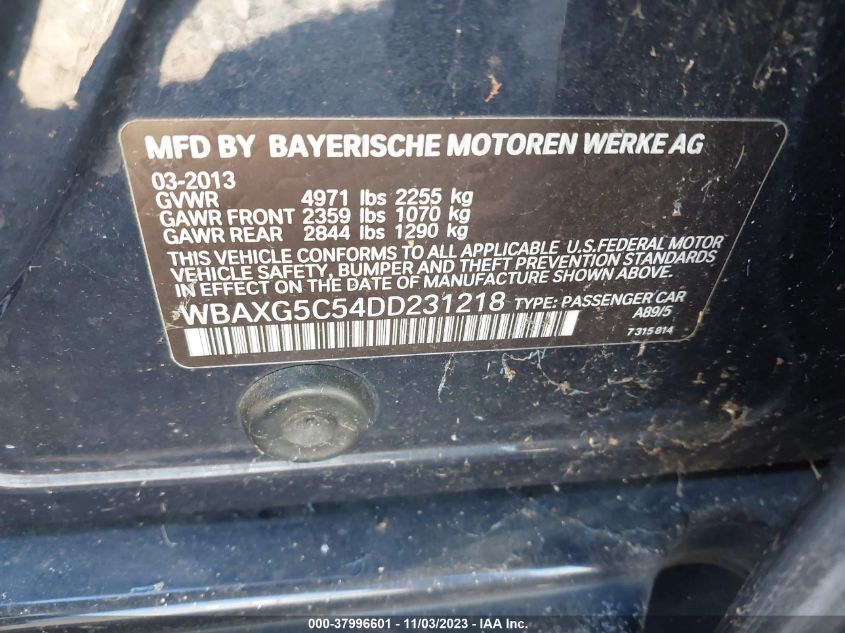 MFD BY BAYERISCHE MOTOREN WERKE AG
03-2013
GVWR 4971 lbs 2255 kg
GAWR FRONT 2359 lbs 1070 kg
GAWR REAR 2844 lbs 1290 kg
THIS VEHICLE CONFORMS TO ALL APPLICABLE U.S.FEDERAL MOTOR
VEHICLE SAFETY, BUMPER AND THEFT PREVENTION STANDARDS
IN EFFECT ON THE DATE OF MANUFACTURE SHOWN ABOVE.
WBAXG5C54DD231218 TYPE: PASSENGER CAR
A89/5
7315814
000-37996601 - 11/03/2023 - IAA Inc.